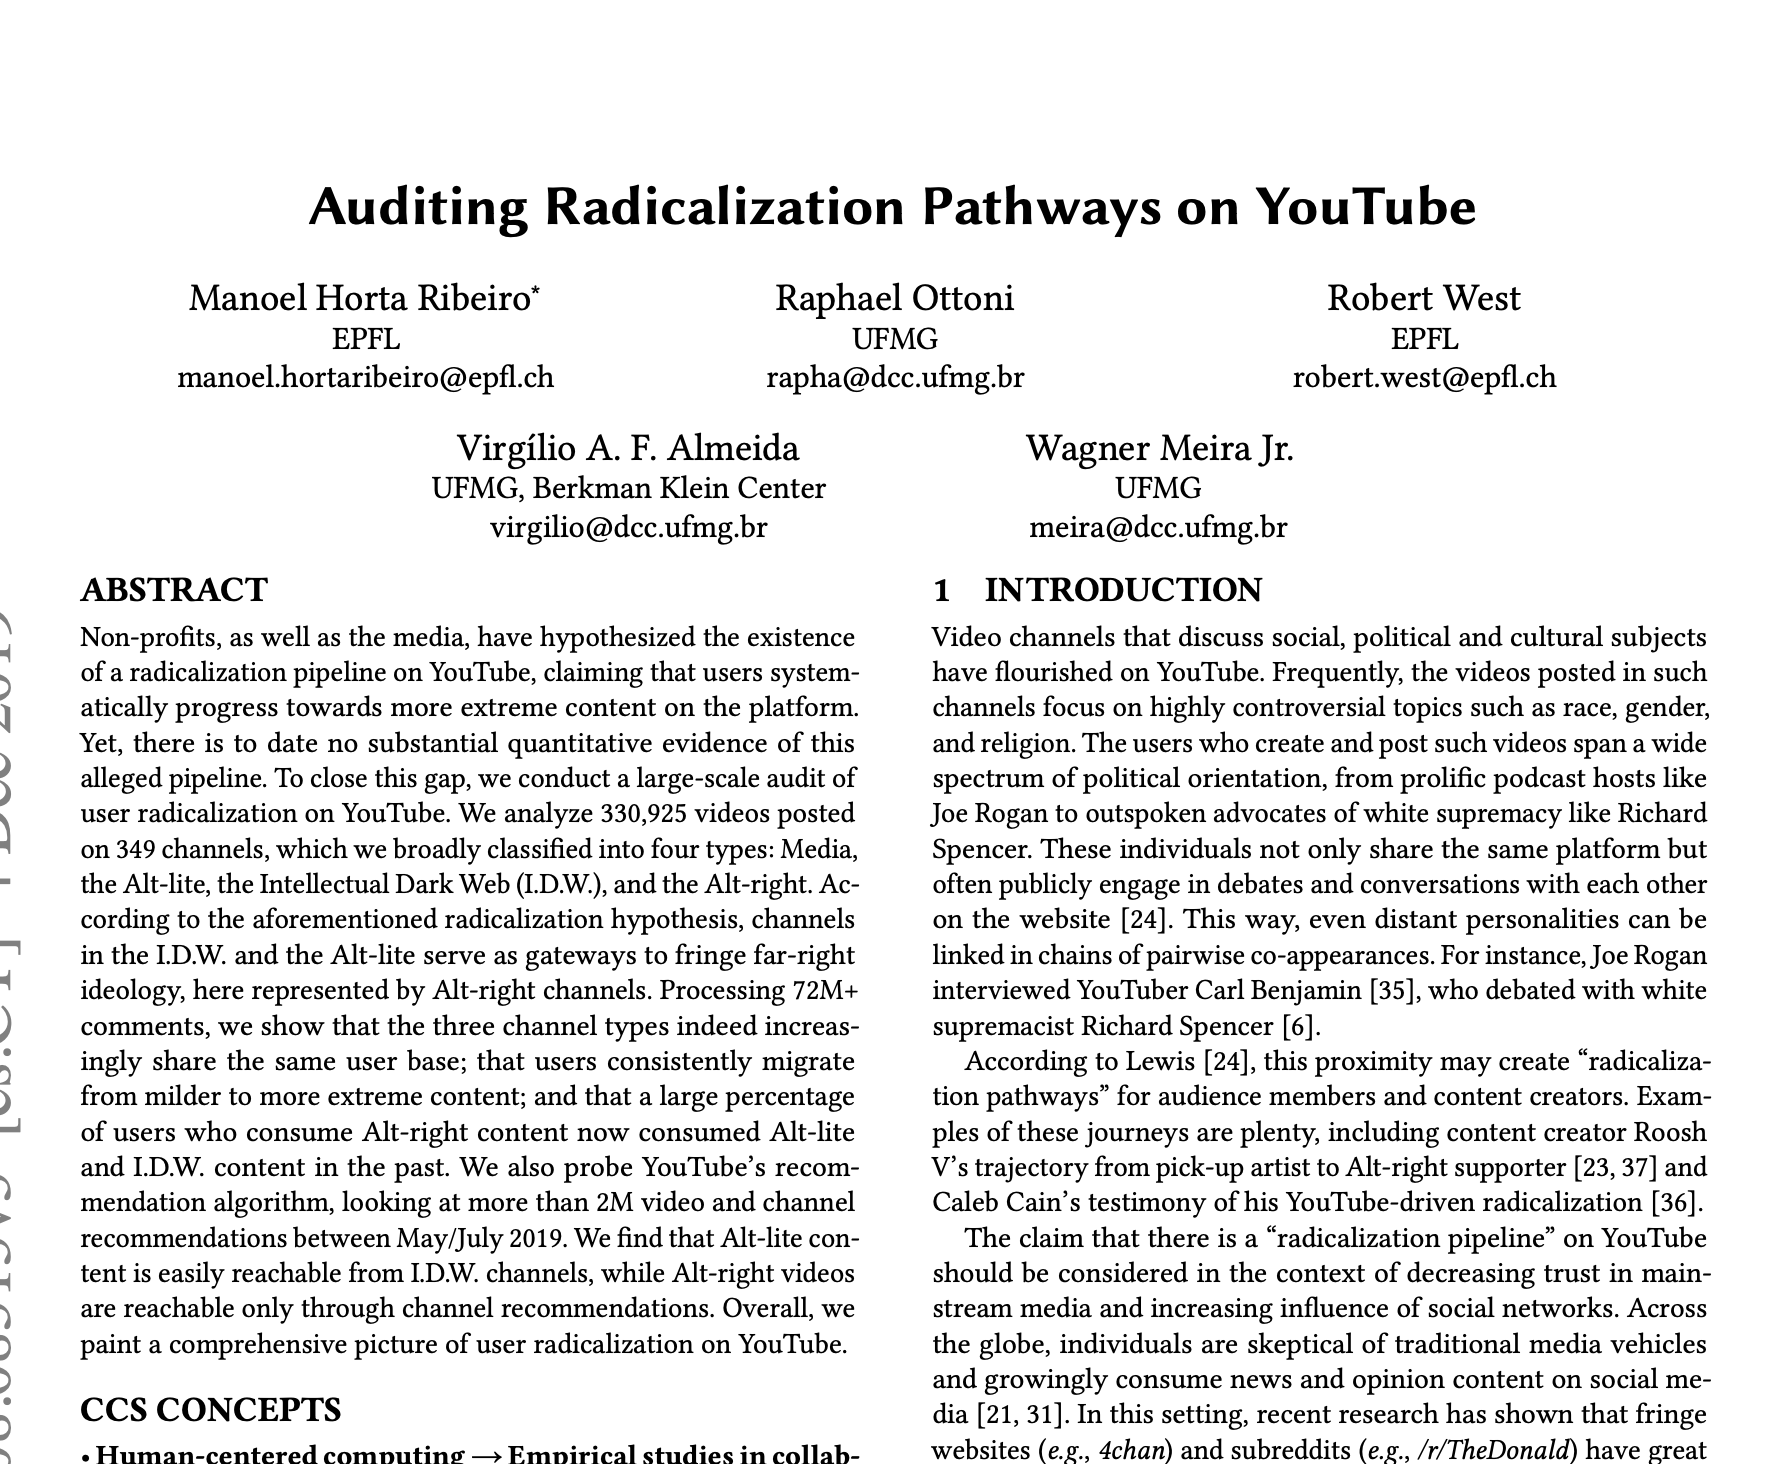 Auditing Radicalization Pathways on YouTube
Manoel Horta Ribeiro*
EPFL
manoel.hortaribeiro@epfl.ch
Raphael Ottoni
UFMG
rapha@dcc.ufmg.br
Robert West
EPFL
robert.west@epfl.ch
Virgílio A. F. Almeida
UFMG, Berkman Klein Center
virgilio@dcc.ufmg.br
Wagner Meira Jr.
UFMG
meira@dcc.ufmg.br
ABSTRACT
Non-profits, as well as the media, have hypothesized the existence
of a radicalization pipeline on YouTube, claiming that users system-
atically progress towards more extreme content on the platform.
Yet, there is to date no substantial quantitative evidence of this
alleged pipeline. To close this gap, we conduct a large-scale audit of
user radicalization on YouTube. We analyze 330,925 videos posted
on 349 channels, which we broadly classified into four types: Media,
the Alt-lite, the Intellectual Dark Web (I.D.W.), and the Alt-right. Ac-
cording to the aforementioned radicalization hypothesis, channels
in the I.D.W. and the Alt-lite serve as gateways to fringe far-right
ideology, here represented by Alt-right channels. Processing 72M+
comments, we show that the three channel types indeed increas-
ingly share the same user base; that users consistently migrate
from milder to more extreme content; and that a large percentage
of users who consume Alt-right content now consumed Alt-lite
and I.D.W. content in the past. We also probe YouTube's recom-
mendation algorithm, looking at more than 2M video and channel
recommendations between May/July 2019. We find that Alt-lite con-
tent is easily reachable from I.D.W. channels, while Alt-right videos
are reachable only through channel recommendations. Overall, we
paint a comprehensive picture of user radicalization on YouTube.
CCS CONCEPTS
• Human-centered computing → Empirical studies in collab-
1 INTRODUCTION
Video channels that discuss social, political and cultural subjects
have flourished on YouTube. Frequently, the videos posted in such
channels focus on highly controversial topics such as race, gender,
and religion. The users who create and post such videos span a wide
spectrum of political orientation, from prolific podcast hosts like
Joe Rogan to outspoken advocates of white supremacy like Richard
Spencer. These individuals not only share the same platform but
often publicly engage in debates and conversations with each other
on the website [24]. This way, even distant personalities can be
linked in chains of pairwise co-appearances. For instance, Joe Rogan
interviewed YouTuber Carl Benjamin [35], who debated with white
supremacist Richard Spencer [6].
According to Lewis [24], this proximity may create “radicaliza-
tion pathways” for audience members and content creators. Exam-
ples of these journeys are plenty, including content creator Roosh
V's trajectory from pick-up artist to Alt-right supporter [23, 37] and
Caleb Cain's testimony of his YouTube-driven radicalization [36].
The claim that there is a “radicalization pipeline” on YouTube
should be considered in the context of decreasing trust in main-
stream media and increasing influence of social networks. Across
the globe, individuals are skeptical of traditional media vehicles
and growingly consume news and opinion content on social me-
dia [21, 31]. In this setting, recent research has shown that fringe
websites (e.g., 4chan) and subreddits (e.g., /r/TheDonald) have great